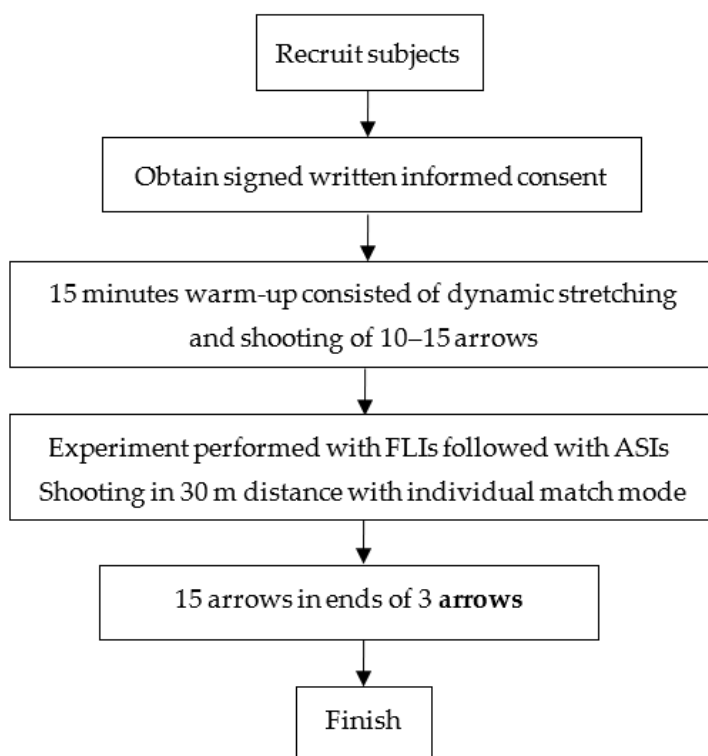 Recruit subjects
Obtain signed written informed consent
15 minutes warm-up consisted of dynamic stretching
and shooting of 10–15 arrows
Experiment performed with FLIs followed with ASIs
Shooting in 30 m distance with individual match mode
15 arrows in ends of 3 arrows
Finish